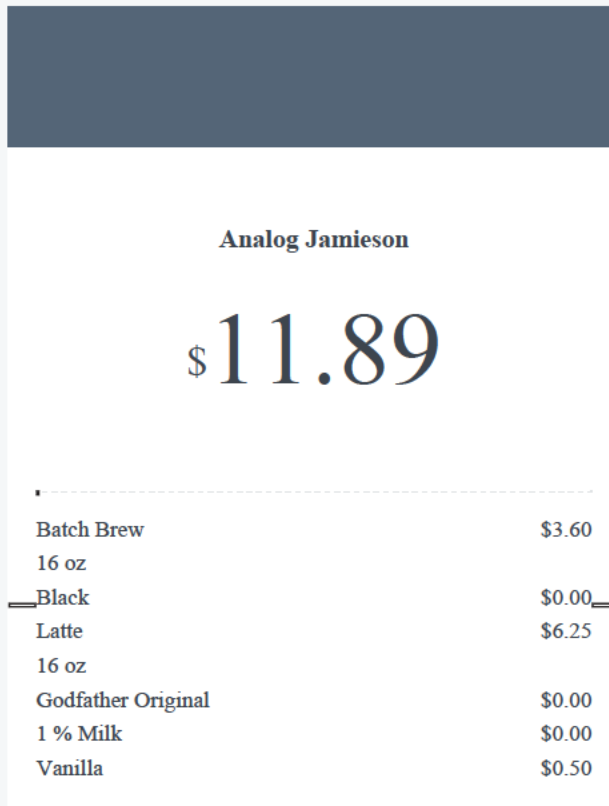 Analog Jamieson
$11.89
Batch Brew $3.60
16 oz
Black $0.00
Latte $6.25
16 oz
Godfather Original $0.00
1 % Milk $0.00
Vanilla $0.50